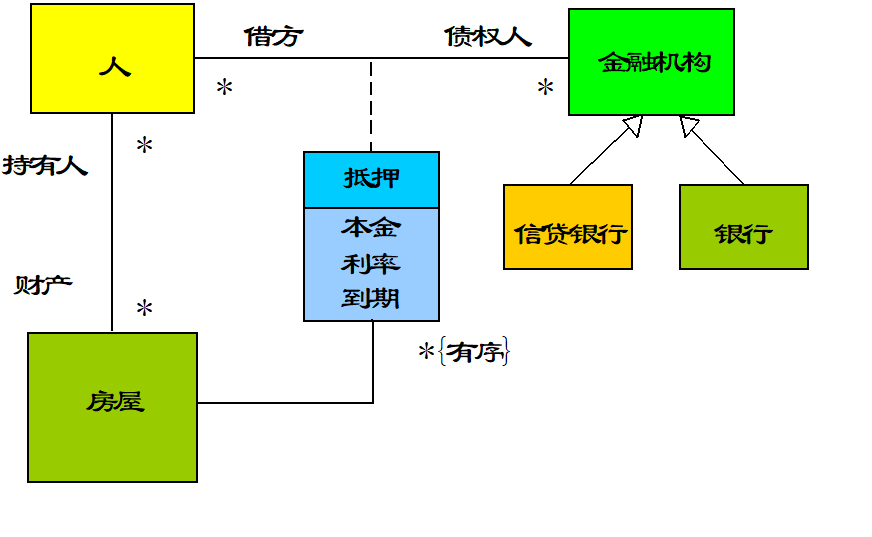 借方
债权人
人
金融机构
*
*
*
持有人
抵押
本金
利率
到期
信贷银行
银行
财产
*
*{有序}
房屋